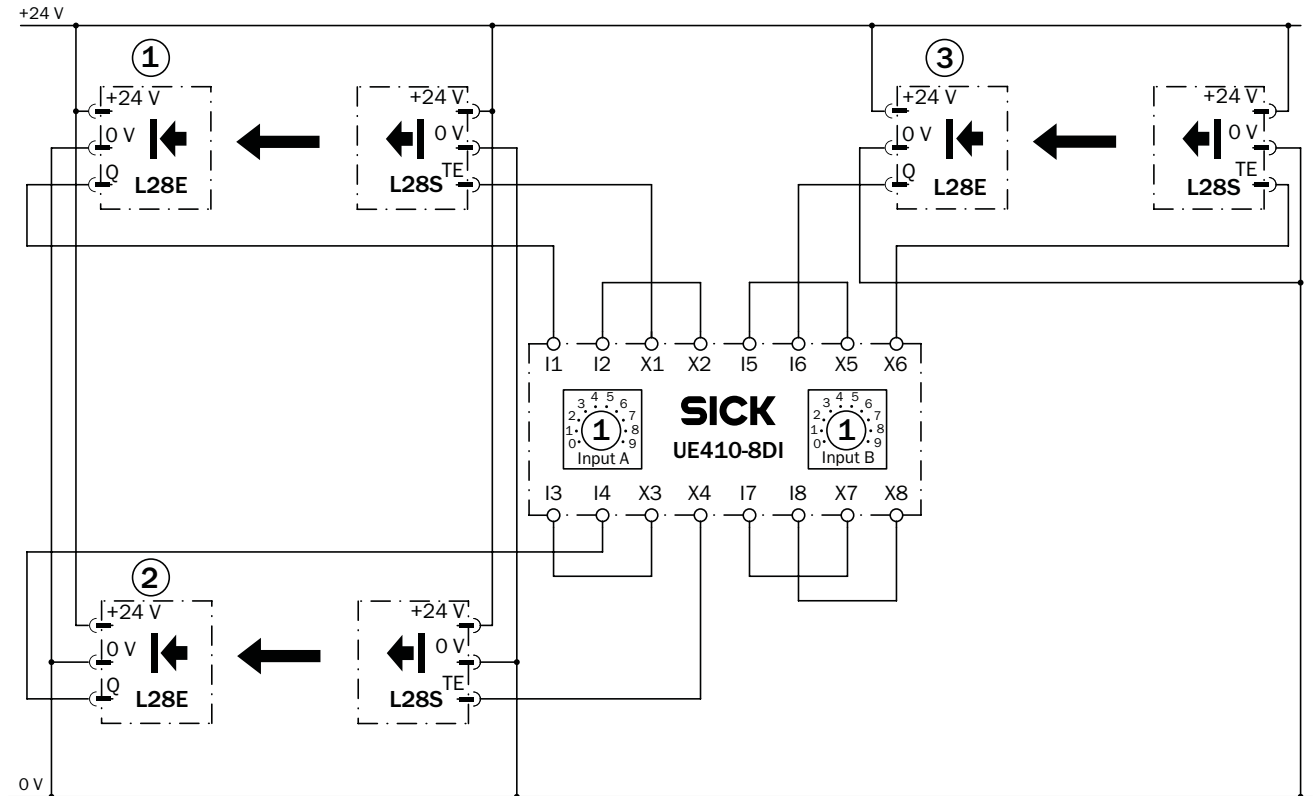 +24 V
1
3
+24 V
0 V
Q
L28E
+24 V
0 V
TE
L28S
+24 V
0 V
Q
L28E
+24 V
0 V
TE
L28S
I1 I2 X1 X2 I5 I6 X5 X6
0 1 2 3 4 5 6 7 8 9
1
Input A
SICK
UE410-8DI
0 1 2 3 4 5 6 7 8 9
1
Input B
I3 I4 X3 X4 I7 I8 X7 X8
2
+24 V
0 V
Q
L28E
+24 V
0 V
TE
L28S
0 V